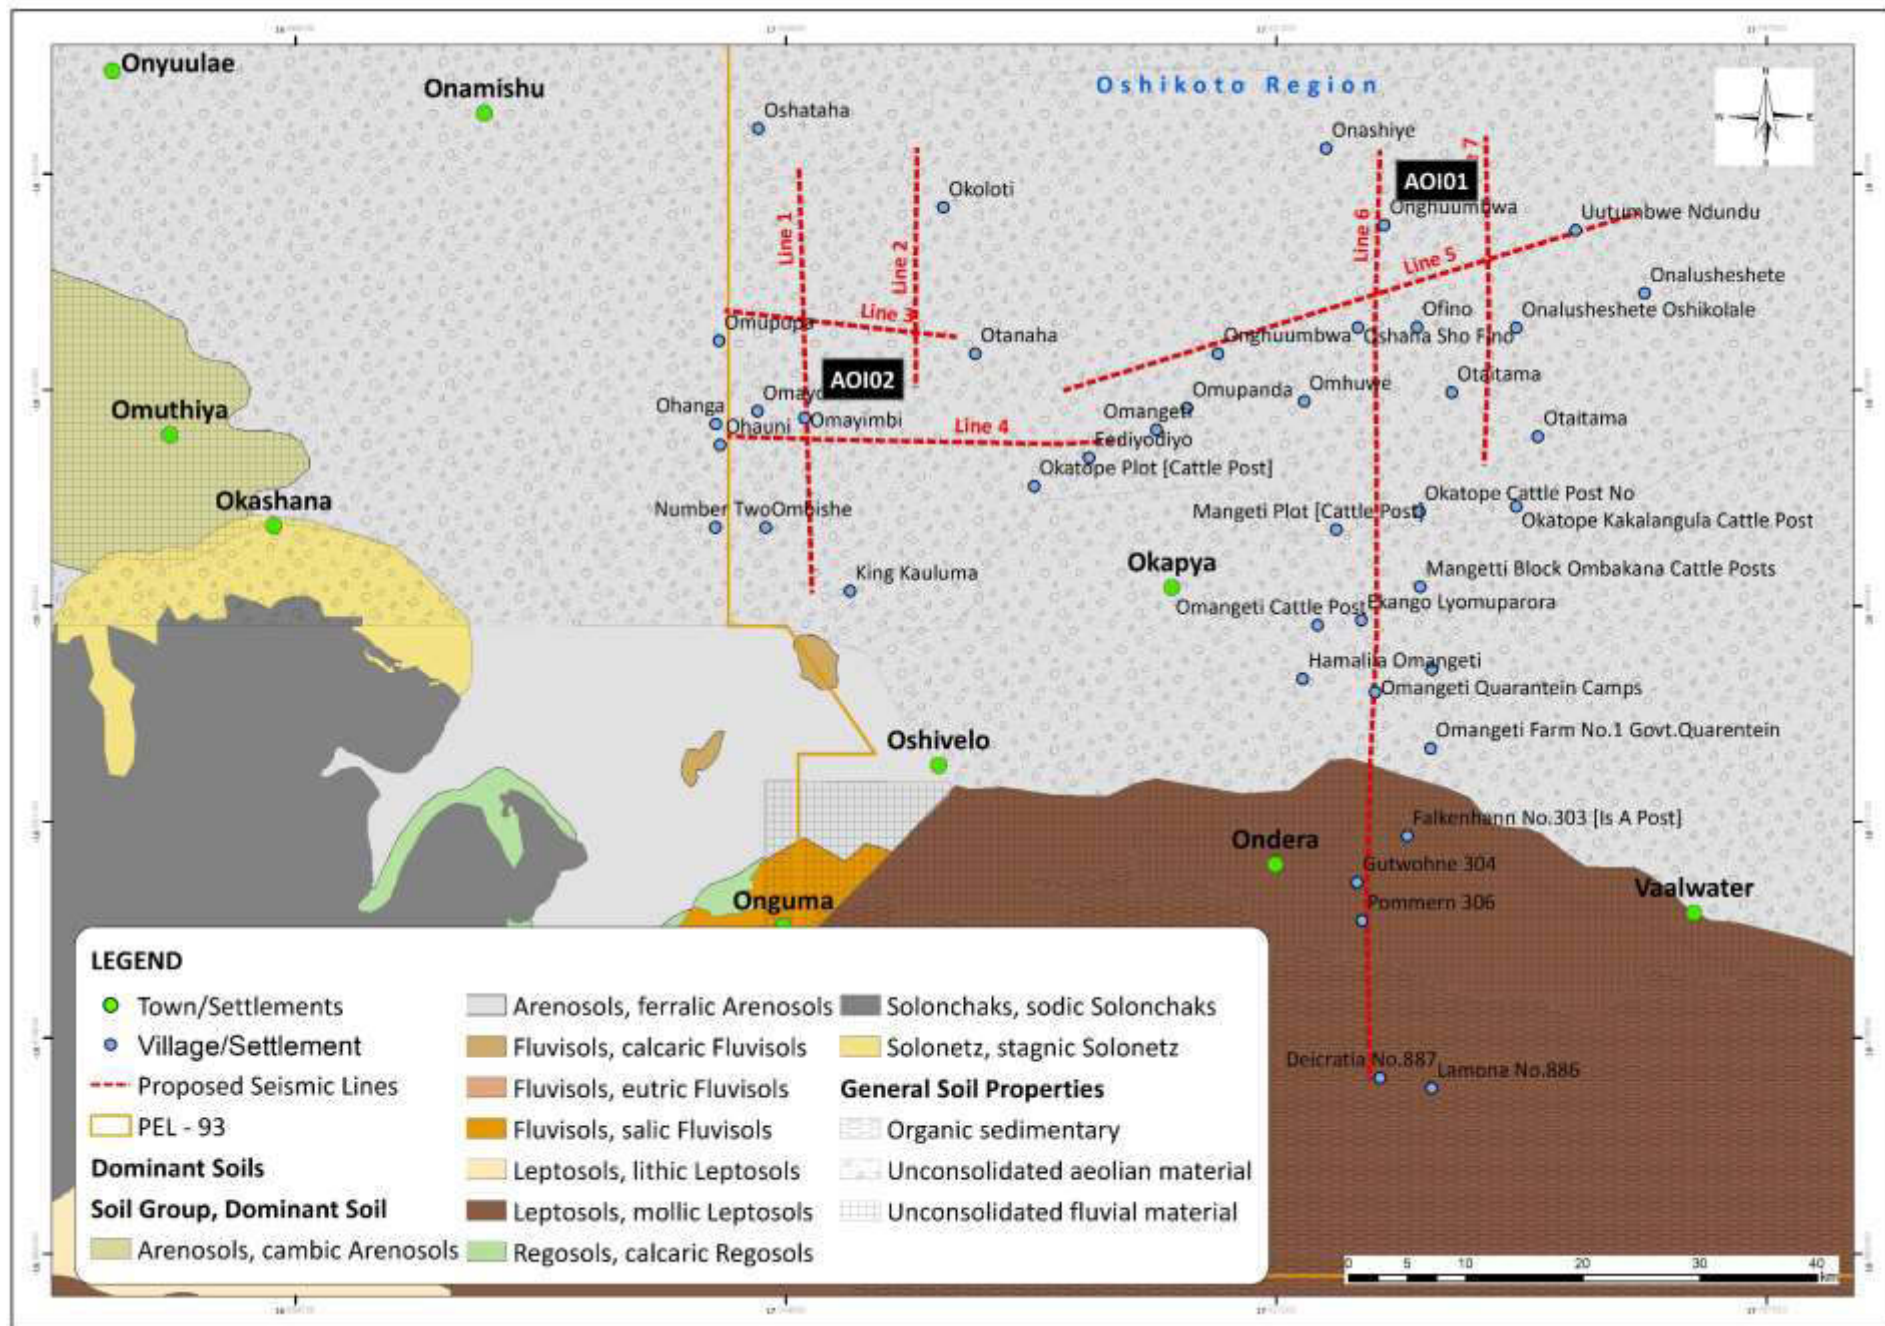 Onyuulae
Onamishu
Oshikoto Region
Oshataha
Onashiye
N
E
AOI01
Okoloti
Onghuumbwa
Uutumbwe Ndundu
Line 1
Line 2
Line 6
7
Line 5
Onalusheshete
Line 3
Omupopa
Ofino
Onalusheshete Oshikolale
Otanaha
Onghuumbwa
Oshana Sho Fino
AOI02
Otaitama
Omuthiya
Ohanga
Omayimbi
Omupanda
Omhuwe
Omangeti
Otaitama
Ohauni
Line 4
Eediyodiyo
Okatope Plot [Cattle Post]
Okashana
Number Two
Ombishe
Mangeti Plot [Cattle Post]
Okatope Cattle Post No
Okatope Kakalangula Cattle Post
King Kauluma
Okapya
Mangetti Block Ombakana Cattle Posts
Omangeti Cattle Post
Ekango Lyomuparora
Hamalila Omangeti
Omangeti Quarantein Camps
Oshivelo
Omangeti Farm No.1 Govt.Quarentein
Falkenhann No.303 [Is A Post]
Ondera
Gutwohne 304
Onguma
Pommern 306
Vaalwater
Deicratia No.887
Lamona No.886
LEGEND
Town/Settlements
Village/Settlement
Proposed Seismic Lines
PEL - 93
Dominant Soils
Soil Group, Dominant Soil
Arenosols, cambic Arenosols
Arenosols, ferralic Arenosols
Fluvisols, calcaric Fluvisols
Fluvisols, eutric Fluvisols
Fluvisols, salic Fluvisols
Leptosols, lithic Leptosols
Leptosols, mollic Leptosols
Regosols, calcaric Regosols
Solonchaks, sodic Solonchaks
Solonetz, stagnic Solonetz
General Soil Properties
Organic sedimentary
Unconsolidated aeolian material
Unconsolidated fluvial material
0 5 10 20 30 40
km